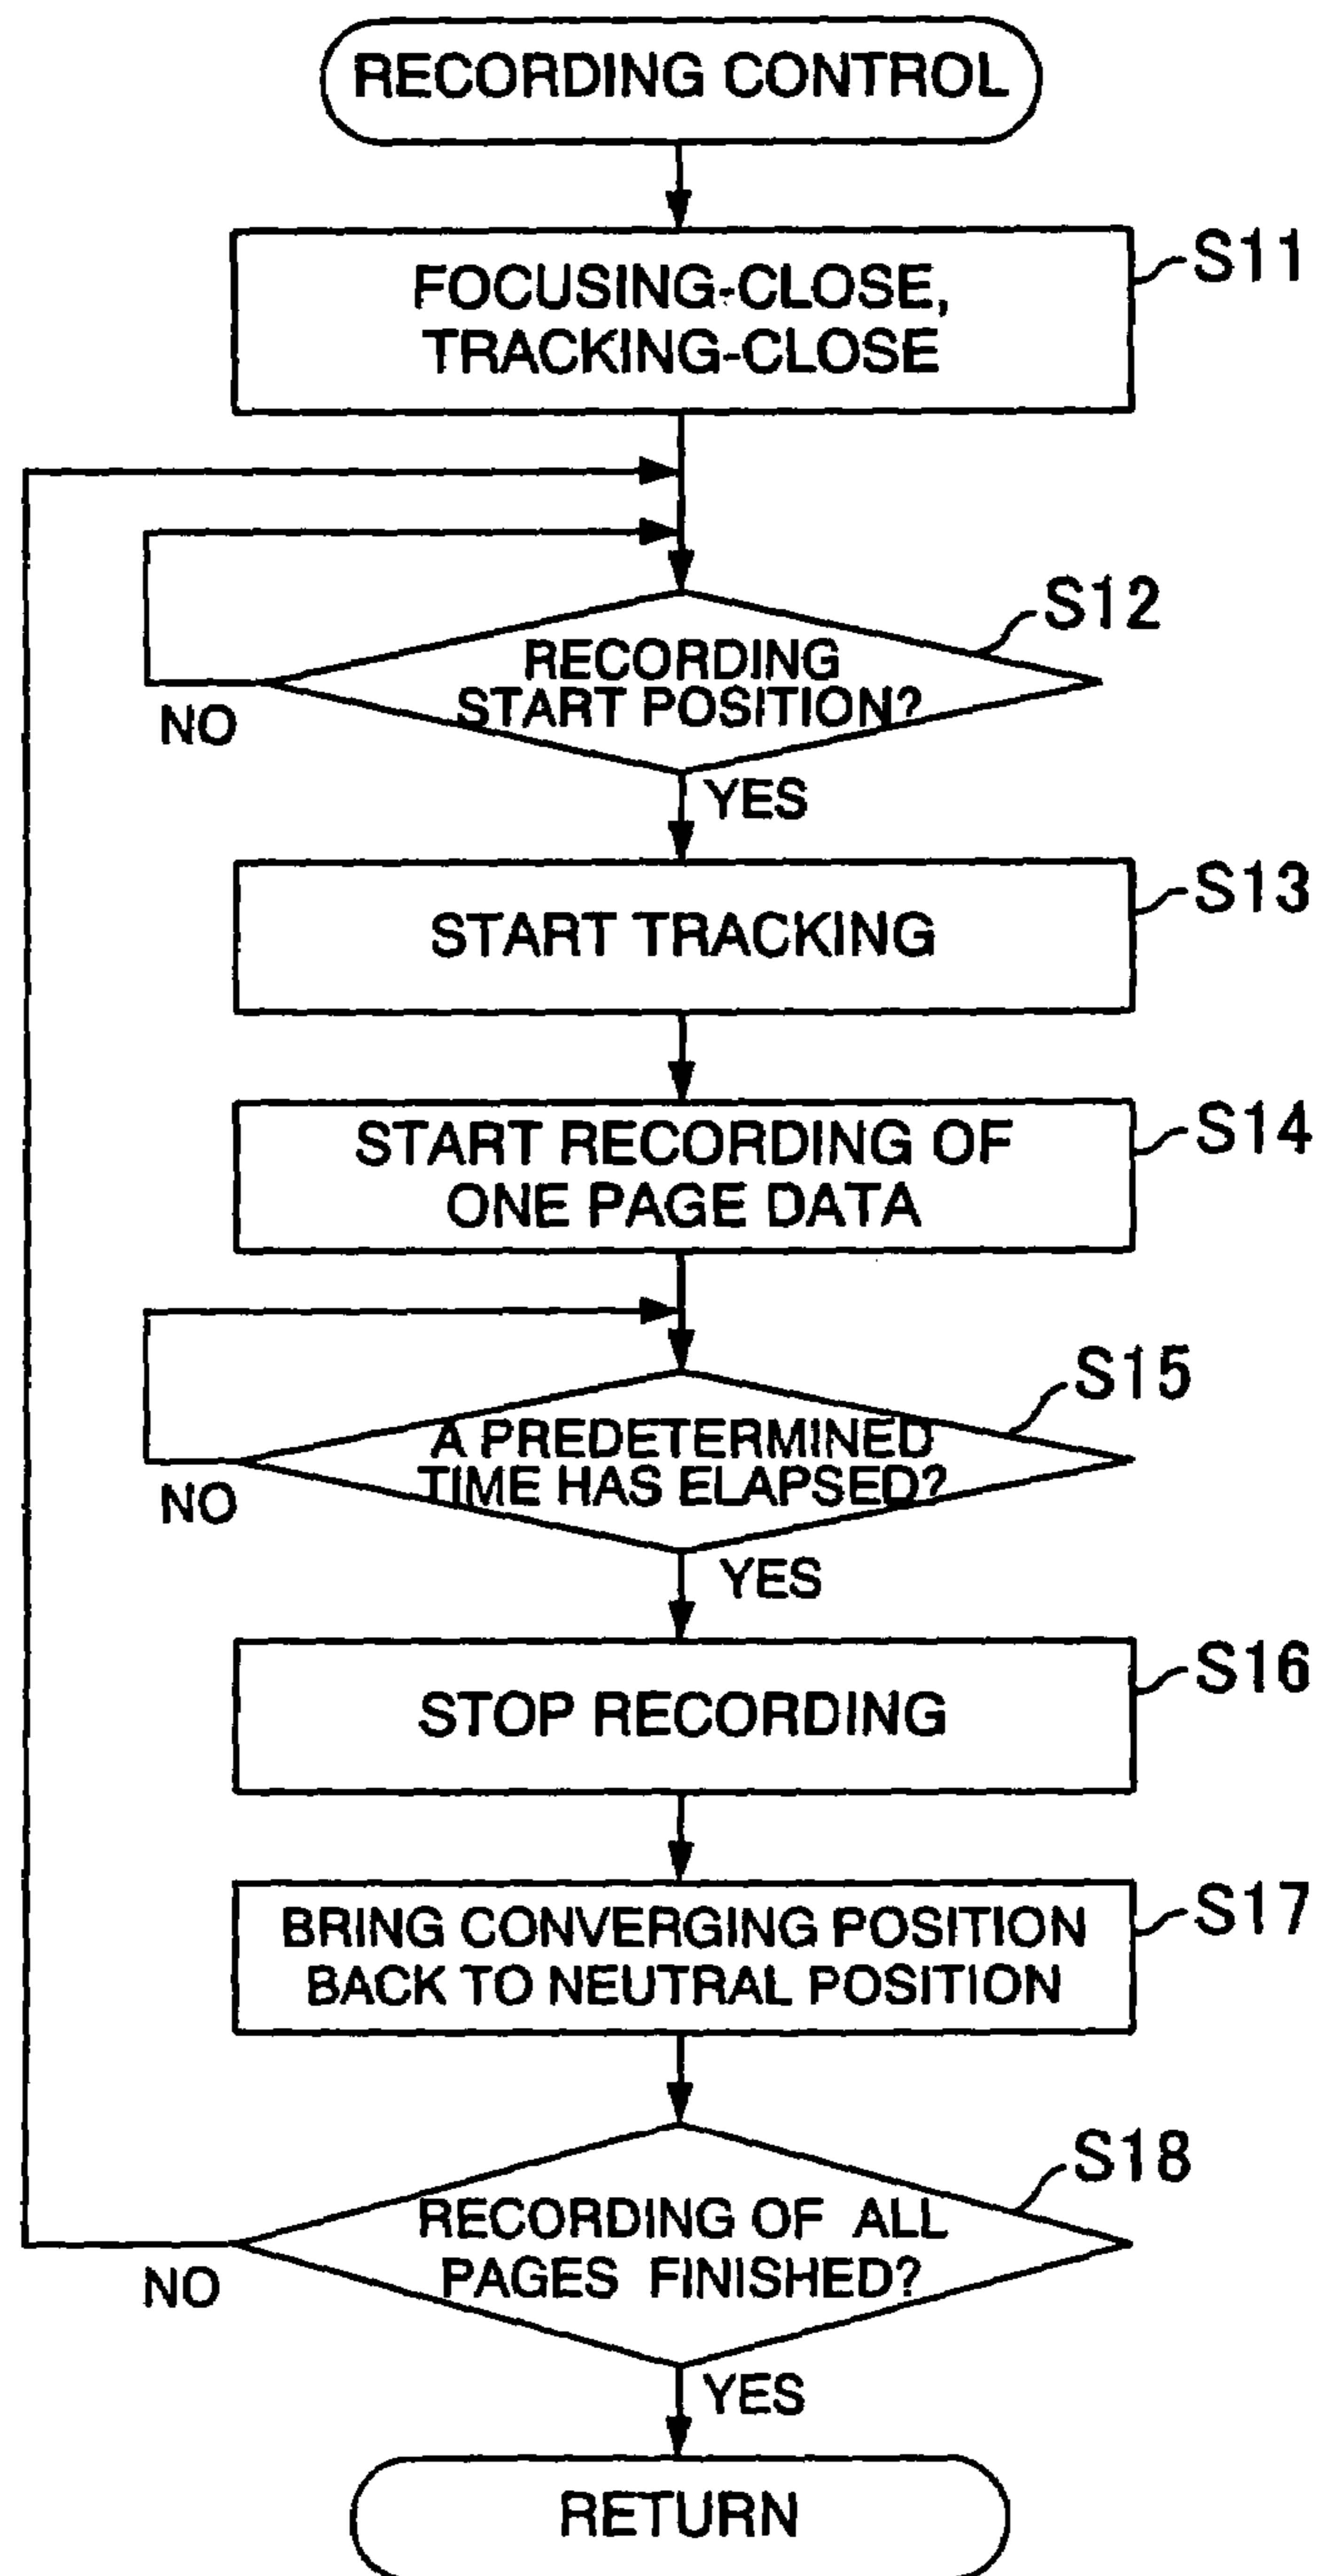 RECORDING CONTROL
S11
FOCUSING-CLOSE,
TRACKING-CLOSE
S12
RECORDING
START POSITION?
NO
YES
S13
START TRACKING
S14
START RECORDING OF
ONE PAGE DATA
S15
A PREDETERMINED
TIME HAS ELAPSED?
NO
YES
S16
STOP RECORDING
S17
BRING CONVERGING POSITION
BACK TO NEUTRAL POSITION
S18
RECORDING OF ALL
PAGES FINISHED?
NO
YES
RETURN